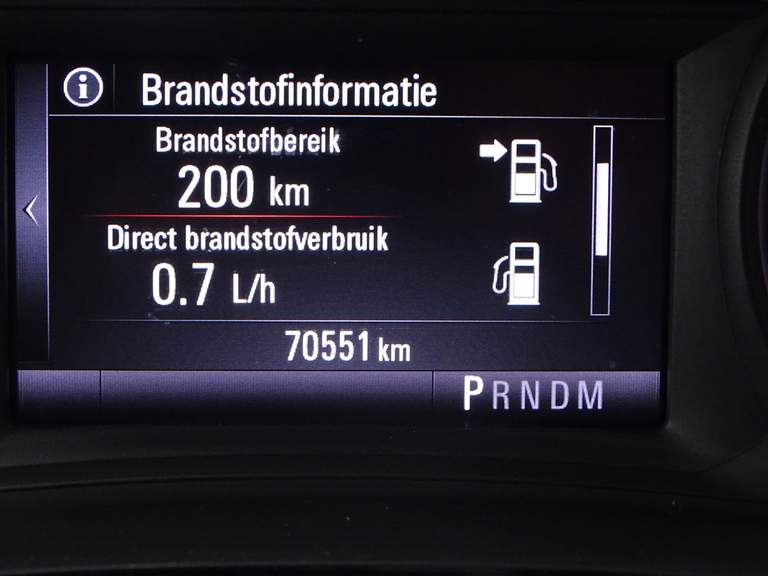 i Brandstofinformatie
Brandstofbereik
200 km
Direct brandstofverbruik
0.7 L/h
70551 km
PRNDM